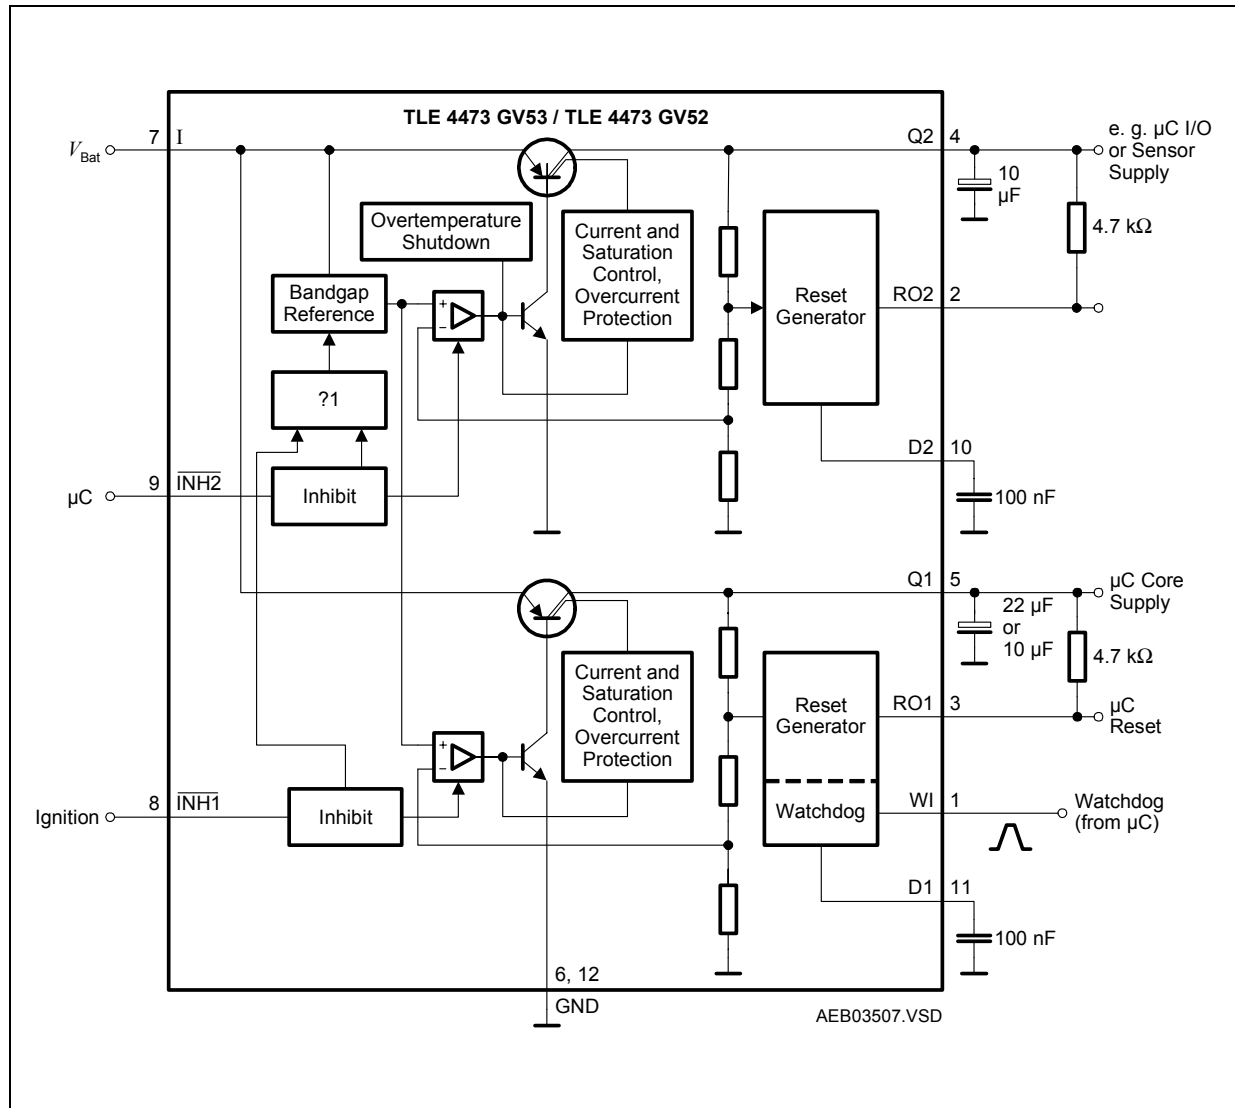 TLE 4473 GV53 / TLE 4473 GV52
V_Bat
7
I
Q2
4
e. g. µC I/O
or Sensor
Supply
10
µF
4.7 kΩ
Overtemperature
Shutdown
Current and
Saturation
Control,
Overcurrent
Protection
Bandgap
Reference
+
−
Reset
Generator
RO2
2
?1
D2
10
100 nF
µC
9
INH2
Inhibit
Q1
5
µC Core
Supply
22 µF
or
10 µF
4.7 kΩ
Current and
Saturation
Control,
Overcurrent
Protection
Reset
Generator
RO1
3
µC
Reset
+
−
Watchdog
WI
1
Watchdog
(from µC)
Ignition
8
INH1
Inhibit
D1
11
100 nF
6, 12
GND
AEB03507.VSD